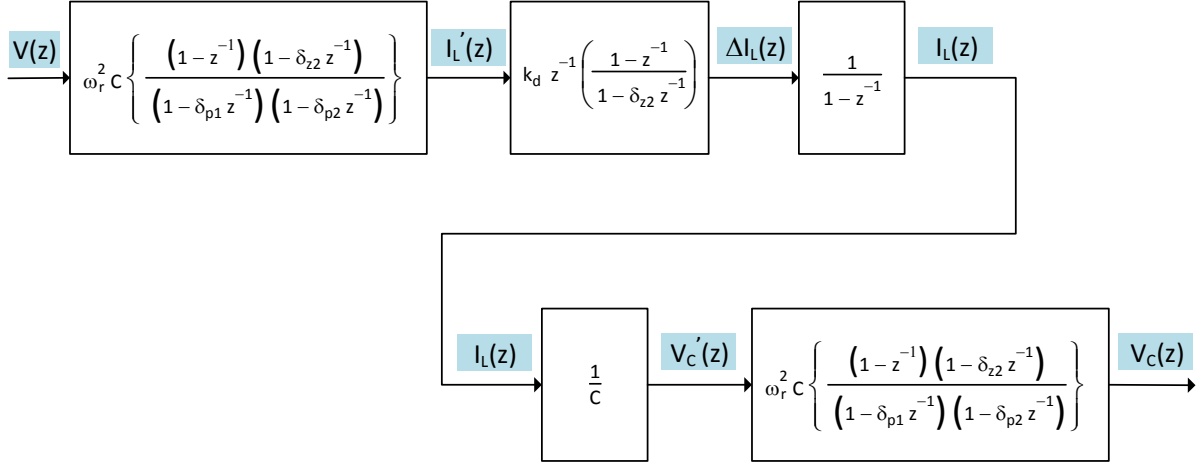 V(z)
ω_r^2 C { (1 − z^−1) (1 − δ_z2 z^−1) / (1 − δ_p1 z^−1) (1 − δ_p2 z^−1) }
I_L'(z)
k_d z^−1 ( 1 − z^−1 / 1 − δ_z2 z^−1 )
ΔI_L(z)
1 / 1 − z^−1
I_L(z)
I_L(z)
1 / C
V_C'(z)
ω_r^2 C { (1 − z^−1) (1 − δ_z2 z^−1) / (1 − δ_p1 z^−1) (1 − δ_p2 z^−1) }
V_C(z)